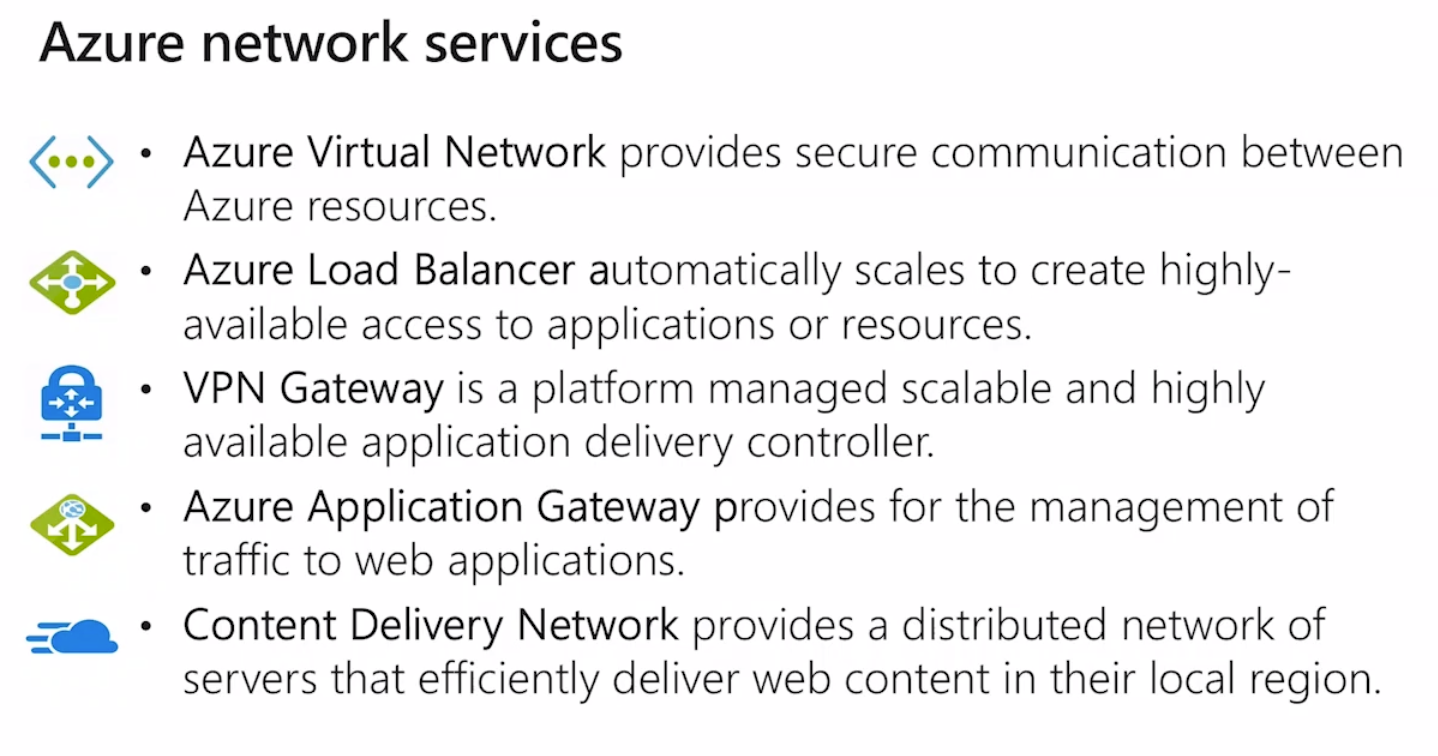 Azure network services
• Azure Virtual Network provides secure communication between
Azure resources.
• Azure Load Balancer automatically scales to create highly-
available access to applications or resources.
• VPN Gateway is a platform managed scalable and highly
available application delivery controller.
• Azure Application Gateway provides for the management of
traffic to web applications.
• Content Delivery Network provides a distributed network of
servers that efficiently deliver web content in their local region.